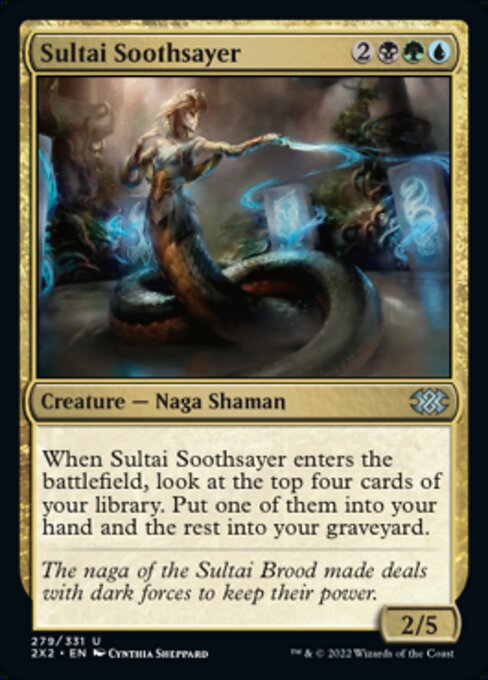 Sultai Soothsayer 2
Creature — Naga Shaman
When Sultai Soothsayer enters the
battlefield, look at the top four cards of
your library. Put one of them into your
hand and the rest into your graveyard.
The naga of the Sultai Brood made deals
with dark forces to keep their power.
2/5
279/331 U
2X2 • EN Cynthia Sheppard
™ & © 2022 Wizards of the Coast